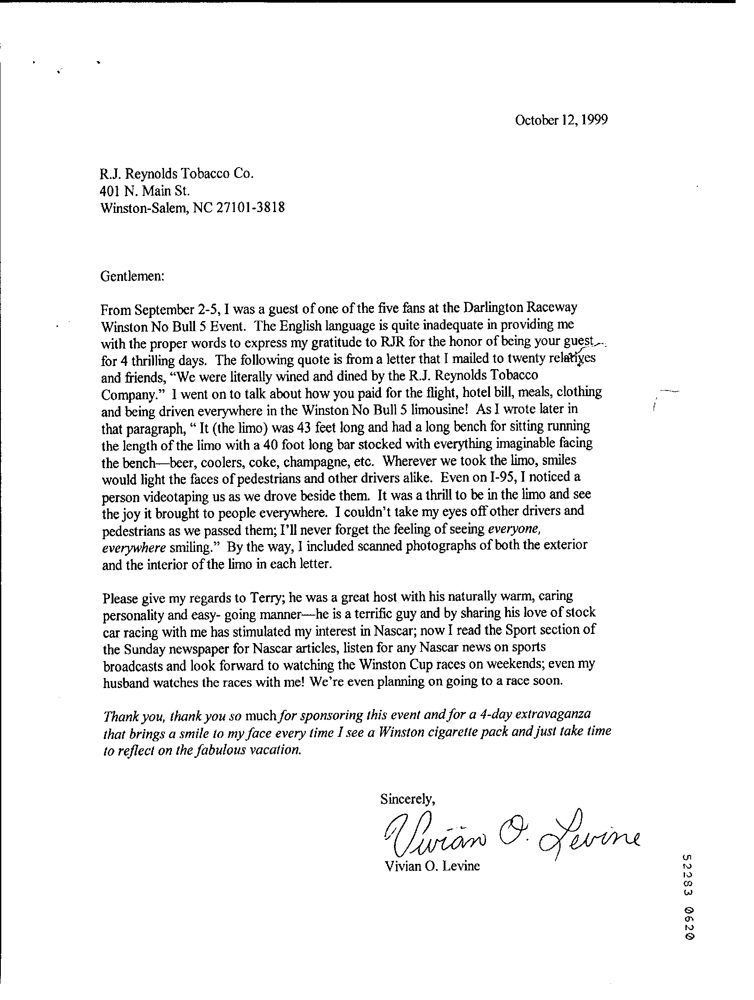 October 12, 1999
R.J. Reynolds Tobacco Co.
401 N. Main St.
Winston-Salem, NC 27101-3818
Gentlemen:
From September 2-5, I was a guest of one of the five fans at the Darlington Raceway
Winston No Bull 5 Event. The English language is quite inadequate in providing me
with the proper words to express my gratitude to RJR for the honor of being your guest
for 4 thrilling days. The following quote is from a letter that I mailed to twenty relatives
and friends, “We were literally wined and dined by the R.J. Reynolds Tobacco
Company.” I went on to talk about how you paid for the flight, hotel bill, meals, clothing
and being driven everywhere in the Winston No Bull 5 limousine! As I wrote later in
that paragraph, “ It (the limo) was 43 feet long and had a long bench for sitting running
the length of the limo with a 40 foot long bar stocked with everything imaginable facing
the bench—beer, coolers, coke, champagne, etc. Wherever we took the limo, smiles
would light the faces of pedestrians and other drivers alike. Even on I-95, I noticed a
person videotaping us as we drove beside them. It was a thrill to be in the limo and see
the joy it brought to people everywhere. I couldn’t take my eyes off other drivers and
pedestrians as we passed them; I’ll never forget the feeling of seeing everyone,
everywhere smiling.” By the way, I included scanned photographs of both the exterior
and the interior of the limo in each letter.
Please give my regards to Terry; he was a great host with his naturally warm, caring
personality and easy- going manner—he is a terrific guy and by sharing his love of stock
car racing with me has stimulated my interest in Nascar; now I read the Sport section of
the Sunday newspaper for Nascar articles, listen for any Nascar news on sports
broadcasts and look forward to watching the Winston Cup races on weekends; even my
husband watches the races with me! We’re even planning on going to a race soon.
Thank you, thank you so much for sponsoring this event and for a 4-day extravaganza
that brings a smile to my face every time I see a Winston cigarette pack and just take time
to reflect on the fabulous vacation.
Sincerely,
Vivian O. Levine
Vivian O. Levine
52283 0620